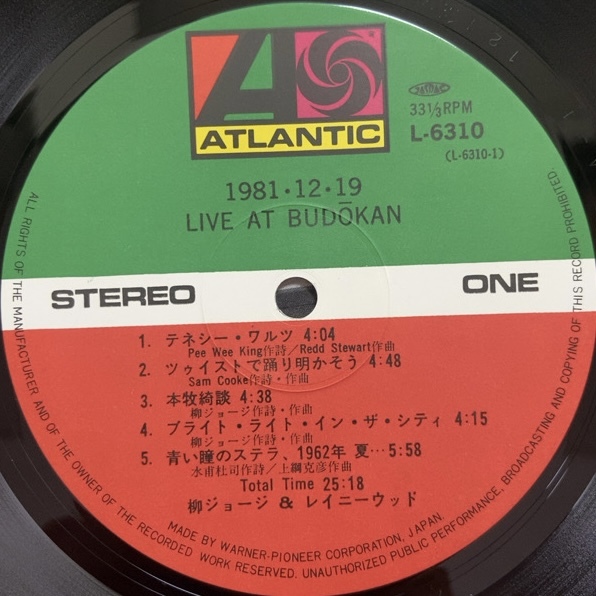 ATLANTIC
33⅓RPM
L-6310
(L-6310-1)
1981・12・19
LIVE AT BUDŌKAN
STEREO
ONE
1. テネシー・ワルツ 4:04
Pee Wee King作詩/Redd Stewart作曲
2. ツゥイストで踊り明かそう 4:48
Sam Cooke作詩・作曲
3. 本牧綺談 4:38
柳ジョージ作詩・作曲
4. ブライト・ライト・イン・ザ・シティ 4:15
柳ジョージ作詩・作曲
5. 青い瞳のステラ、1962年 夏…5:58
水甫杜司作詩/上綱克彦作曲
Total Time 25:18
柳ジョージ & レイニーウッド
MADE BY WARNER-PIONEER CORPORATION, JAPAN.
ALL RIGHTS OF THE MANUFACTURER AND OF THE OWNER OF THE RECORDED WORK RESERVED. UNAUTHORIZED PUBLIC PERFORMANCE, BROADCASTING AND COPYING OF THIS RECORD PROHIBITED